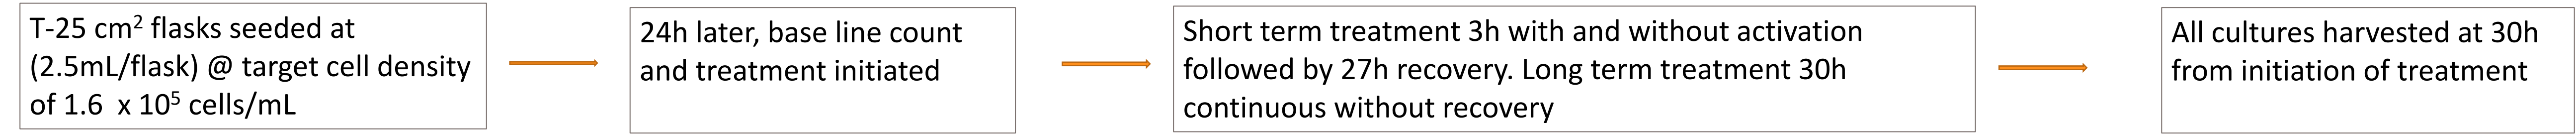 T-25 cm² flasks seeded at
(2.5mL/flask) @ target cell density
of 1.6 x 10⁵ cells/mL
24h later, base line count
and treatment initiated
Short term treatment 3h with and without activation
followed by 27h recovery. Long term treatment 30h
continuous without recovery
All cultures harvested at 30h
from initiation of treatment